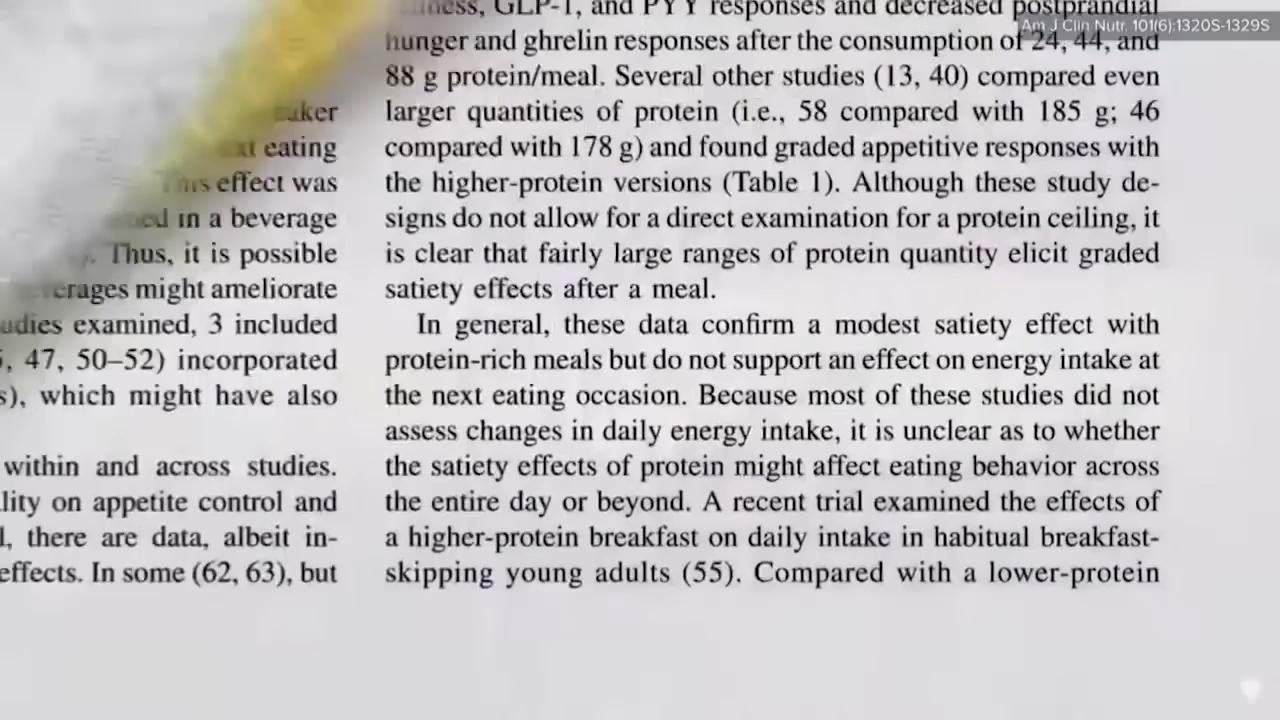 Am J Clin Nutr. 101(6):1320S-1329S
eating
effect was
in a beverage
Thus, it is possible
might ameliorate
examined, 3 included
47, 50–52) incorporated
s), which might have also
within and across studies.
on appetite control and
there are data, albeit in-
effects. In some (62, 63), but
GLP-1, and PYY responses and decreased postprandial
hunger and ghrelin responses after the consumption of 24, 44, and
88 g protein/meal. Several other studies (13, 40) compared even
larger quantities of protein (i.e., 58 compared with 185 g; 46
compared with 178 g) and found graded appetitive responses with
the higher-protein versions (Table 1). Although these study de-
signs do not allow for a direct examination for a protein ceiling, it
is clear that fairly large ranges of protein quantity elicit graded
satiety effects after a meal.
In general, these data confirm a modest satiety effect with
protein-rich meals but do not support an effect on energy intake at
the next eating occasion. Because most of these studies did not
assess changes in daily energy intake, it is unclear as to whether
the satiety effects of protein might affect eating behavior across
the entire day or beyond. A recent trial examined the effects of
a higher-protein breakfast on daily intake in habitual breakfast-
skipping young adults (55). Compared with a lower-protein